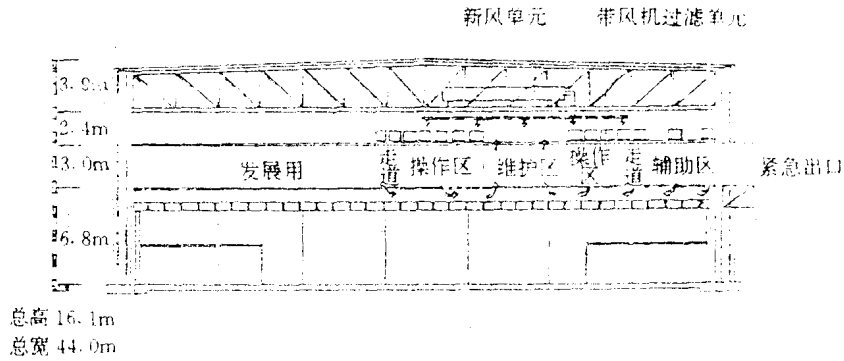 新风单元 带风机过滤单元
3.9m
2.4m
3.0m 发展用 走道 操作区 维护区 操作区 走道 辅助区 紧急出口
6.8m
总高 16.1m
总宽 44.0m